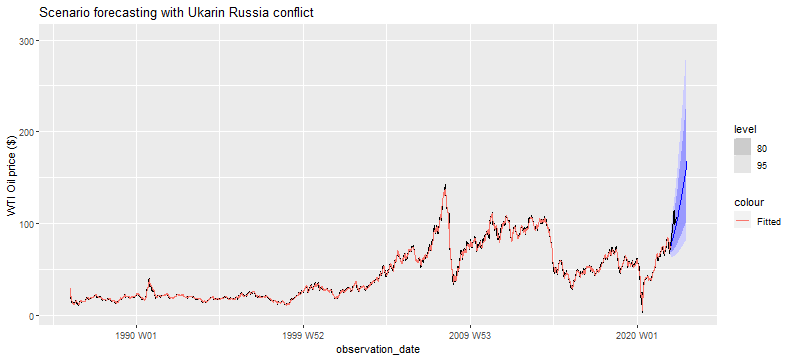 Scenario forecasting with Ukarin Russia conflict
300
200
100
0
WTI Oil price ($)
1990 W01
1999 W52
2009 W53
2020 W01
observation_date
level
80
95
colour
Fitted